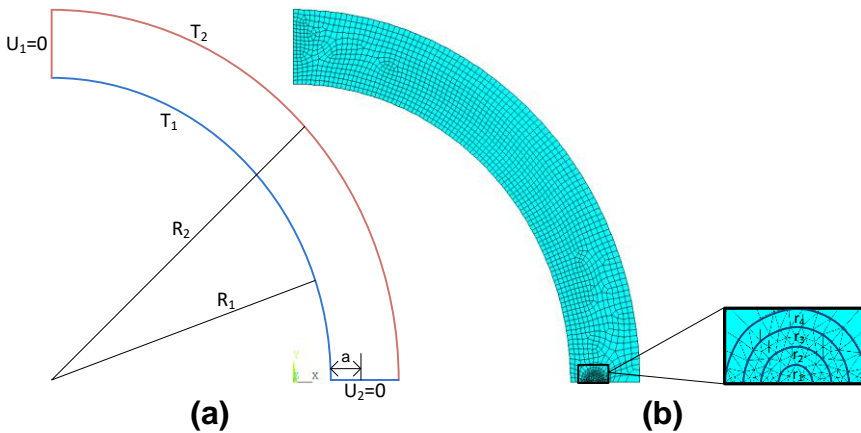 U₁=0
T₂
T₁
R₂
R₁
a
U₂=0
X
r₄
r₃
r₂
r₁
(a)
(b)